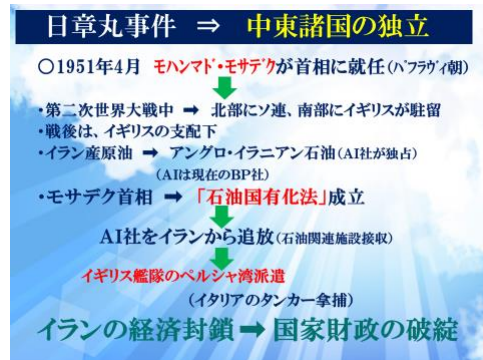 日章丸事件 ⇒ 中東諸国の独立
○1951年4月 モハンマド・モサデクが首相に就任(パフラヴィ朝)
・第二次世界大戦中 ➡ 北部にソ連、南部にイギリスが駐留
・戦後は、イギリスの支配下
・イラン産原油 ➡ アングロ・イラニアン石油(AI社が独占)
(AIは現在のBP社)
・モサデク首相 ➡ 「石油国有化法」成立
AI社をイランから追放(石油関連施設接収)
イギリス艦隊のペルシャ湾派遣
(イタリアのタンカー拿捕)
イランの経済封鎖➡国家財政の破綻